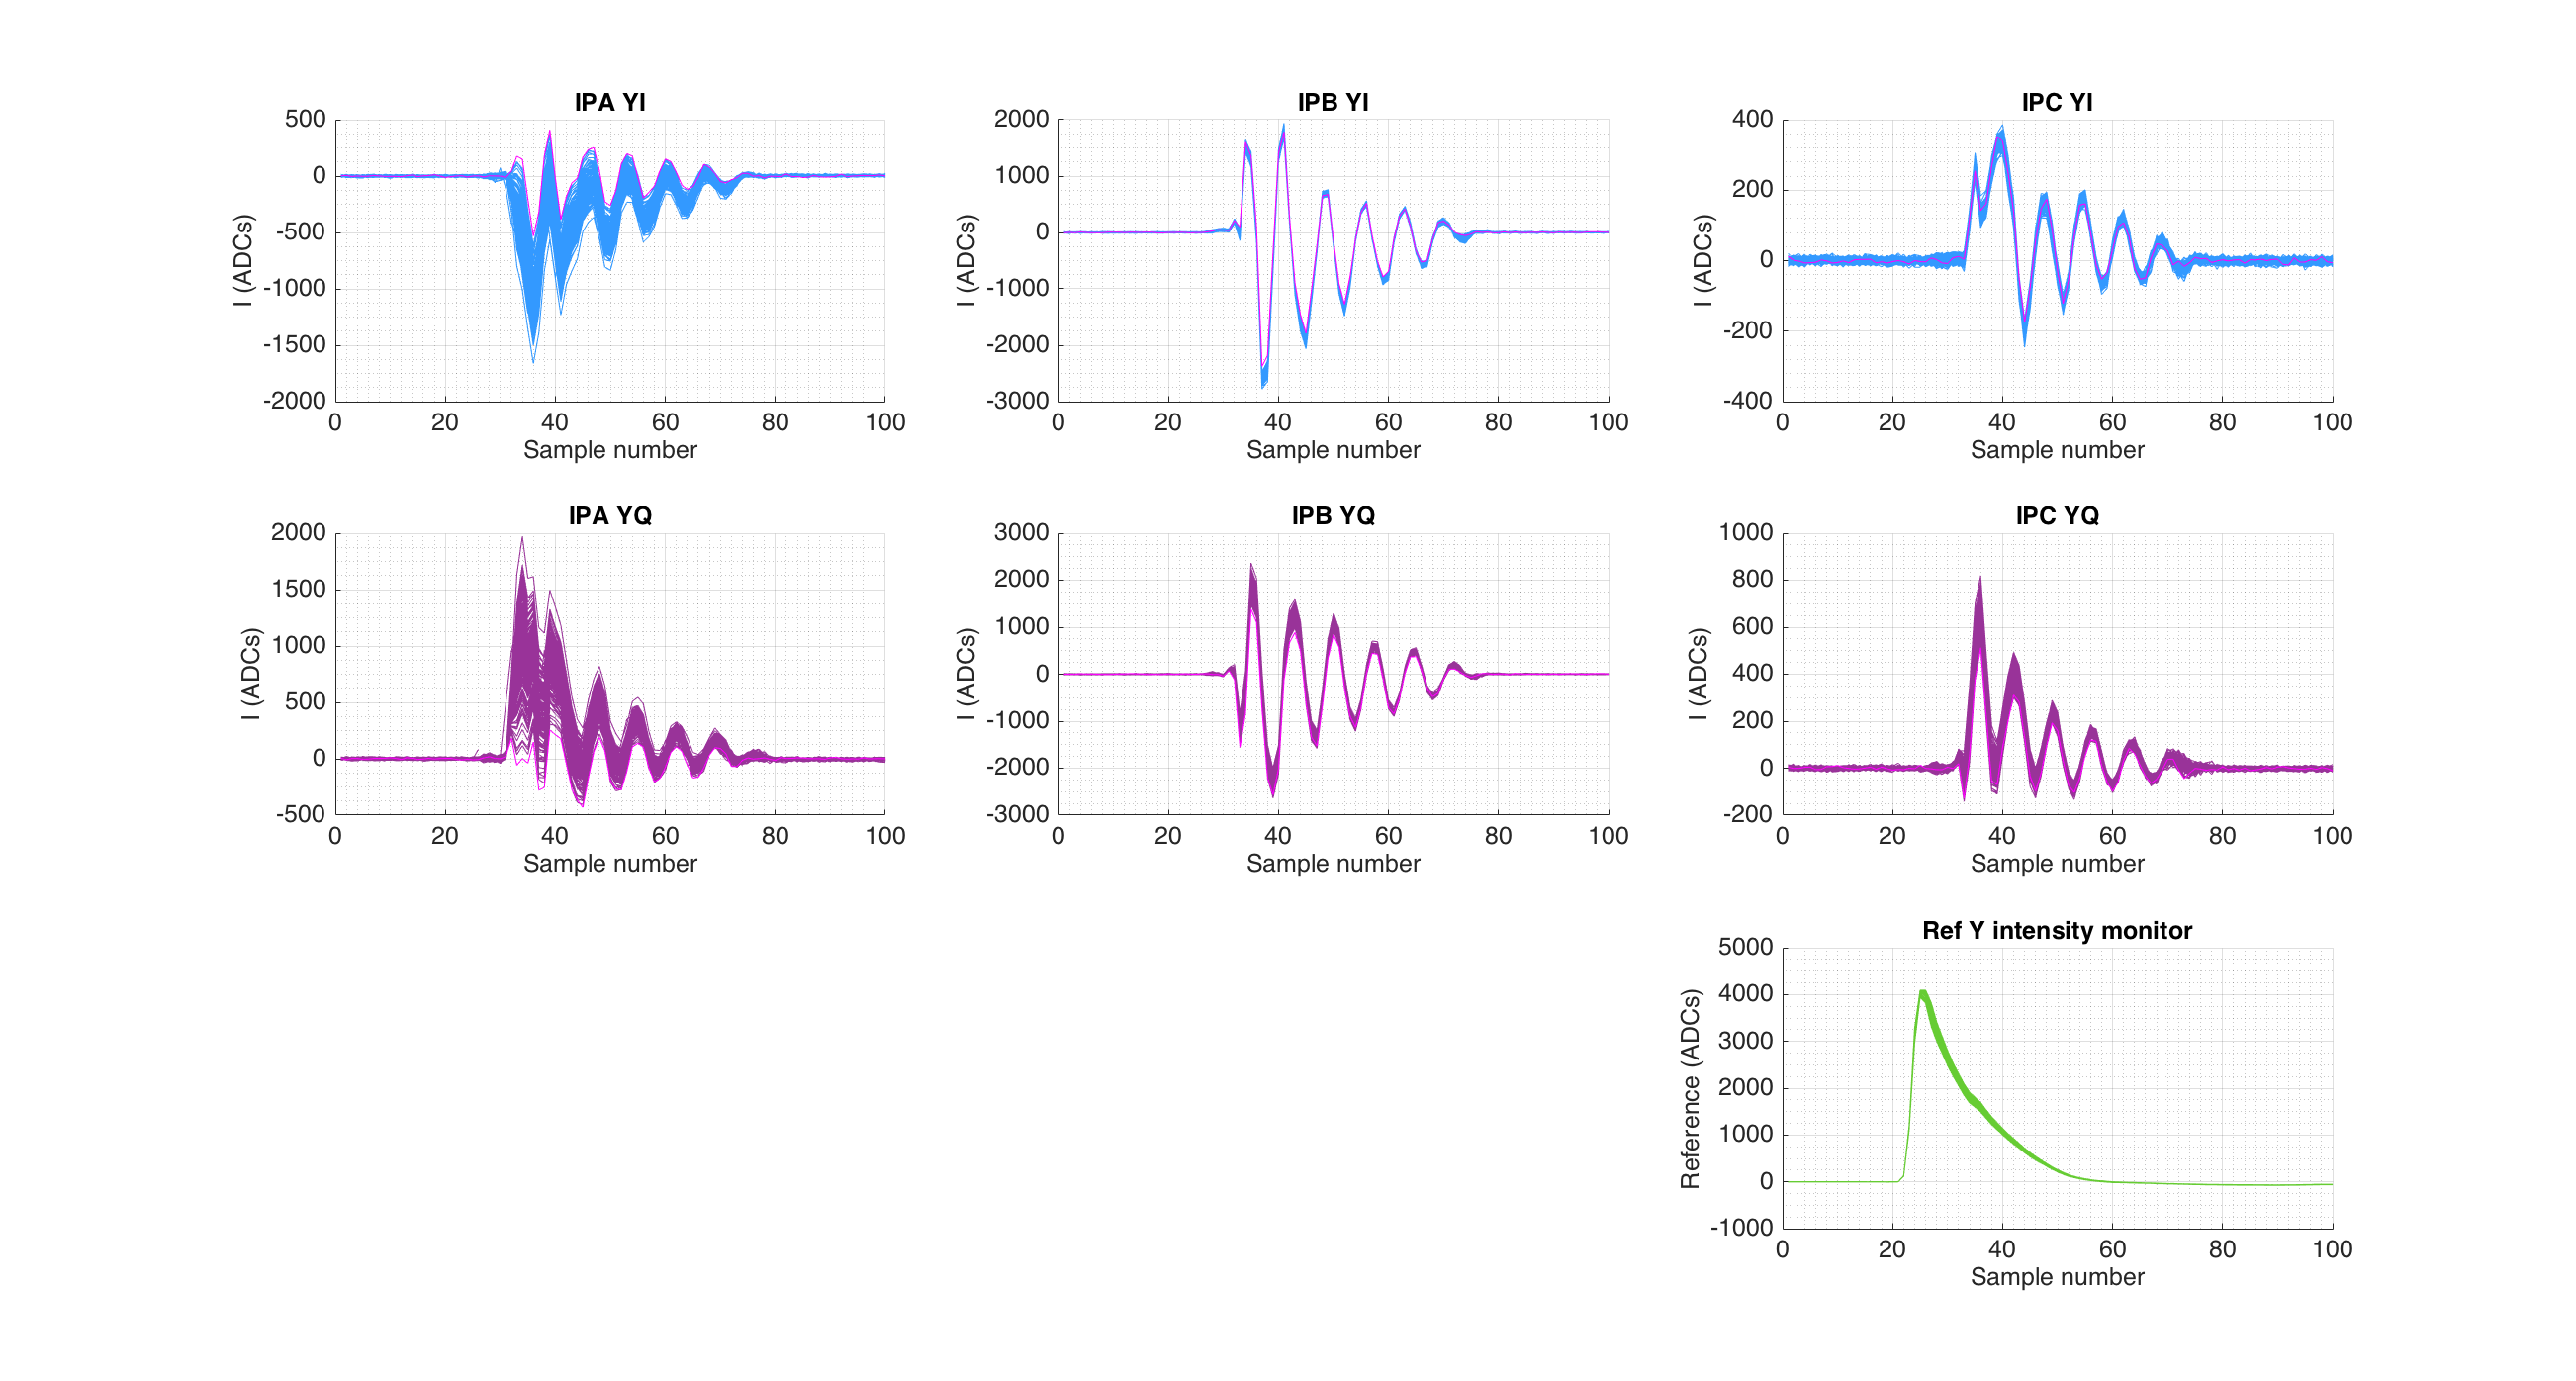 IPA YI
500
0
-500
-1000
-1500
-2000
I (ADCs)
0 20 40 60 80 100
Sample number
IPB YI
2000
1000
0
-1000
-2000
-3000
I (ADCs)
0 20 40 60 80 100
Sample number
IPC YI
400
200
0
-200
-400
I (ADCs)
0 20 40 60 80 100
Sample number
IPA YQ
2000
1500
1000
500
0
-500
I (ADCs)
0 20 40 60 80 100
Sample number
IPB YQ
3000
2000
1000
0
-1000
-2000
-3000
I (ADCs)
0 20 40 60 80 100
Sample number
IPC YQ
1000
800
600
400
200
0
-200
I (ADCs)
0 20 40 60 80 100
Sample number
Ref Y intensity monitor
5000
4000
3000
2000
1000
0
-1000
Reference (ADCs)
0 20 40 60 80 100
Sample number